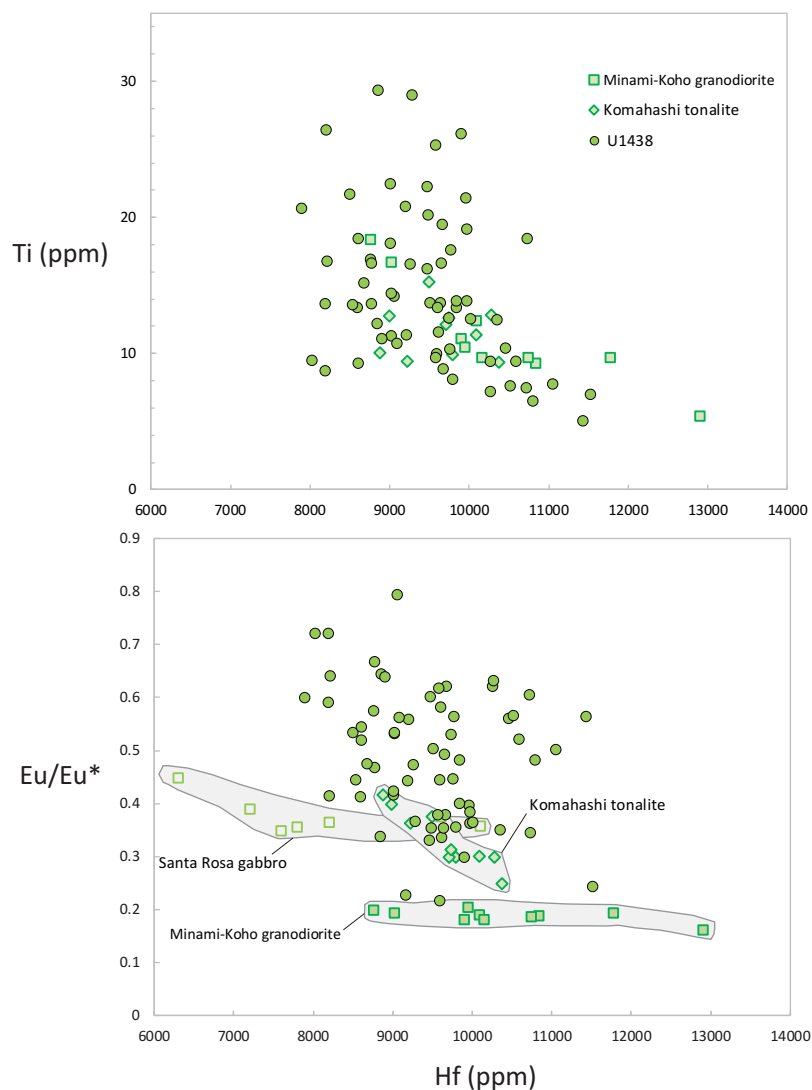 30
20
10
0
Ti (ppm)
Minami-Koho granodiorite
Komahashi tonalite
U1438
6000 7000 8000 9000 10000 11000 12000 13000 14000
0.9
0.8
0.7
0.6
0.5
0.4
0.3
0.2
0.1
0
Eu/Eu*
Komahashi tonalite
Santa Rosa gabbro
Minami-Koho granodiorite
6000 7000 8000 9000 10000 11000 12000 13000 14000
Hf (ppm)